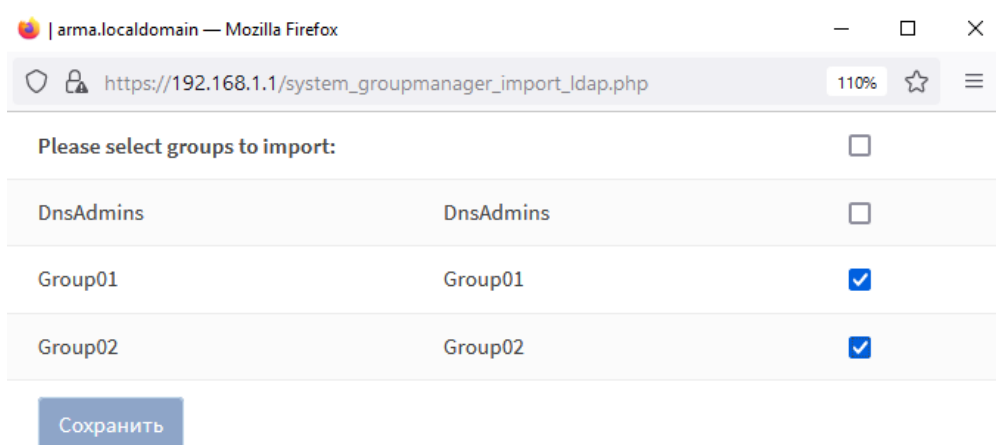 | arma.localdomain — Mozilla Firefox
https://192.168.1.1/system_groupmanager_import_ldap.php 110%
Please select groups to import:
DnsAdmins DnsAdmins
Group01 Group01
Group02 Group02
Сохранить